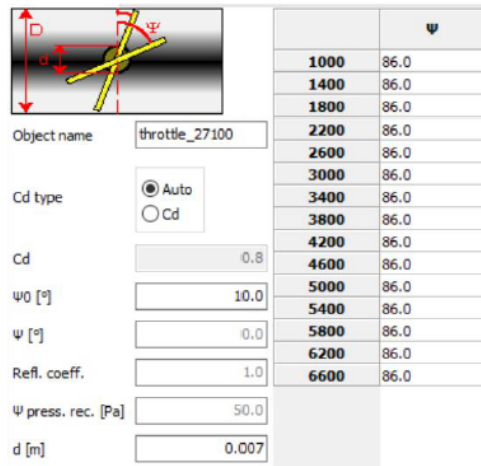 D
Ψ
d
Object name throttle_27100
Cd type
Auto
Cd
Cd 0.8
Ψ0 [°] 10.0
Ψ [°] 0.0
Refl. coeff. 1.0
Ψ press. rec. [Pa] 50.0
d [m] 0.007
Ψ
1000 86.0
1400 86.0
1800 86.0
2200 86.0
2600 86.0
3000 86.0
3400 86.0
3800 86.0
4200 86.0
4600 86.0
5000 86.0
5400 86.0
5800 86.0
6200 86.0
6600 86.0